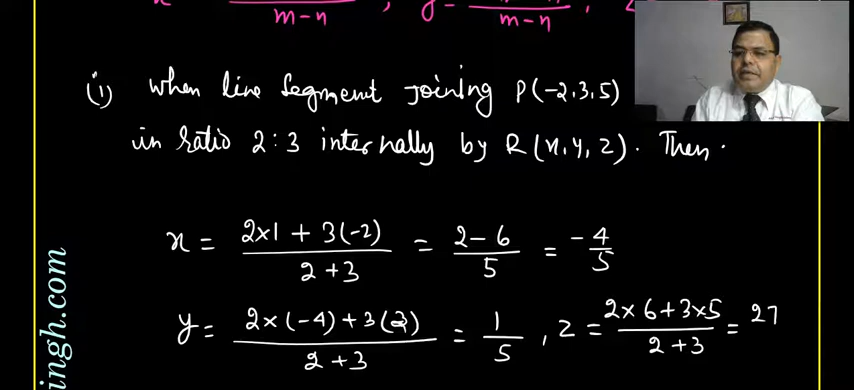 m-n , y= m-n
(i) when line segment joining P(-2,3,5)
in ratio 2:3 internally by R(x,y,z). Then
x = 2×1 + 3(-2) / 2+3 = 2-6 / 5 = -4/5
y = 2×(-4)+3(3) / 2+3 = 1/5 , z = 2×6+3×5 / 2+3 = 27
ingh.com